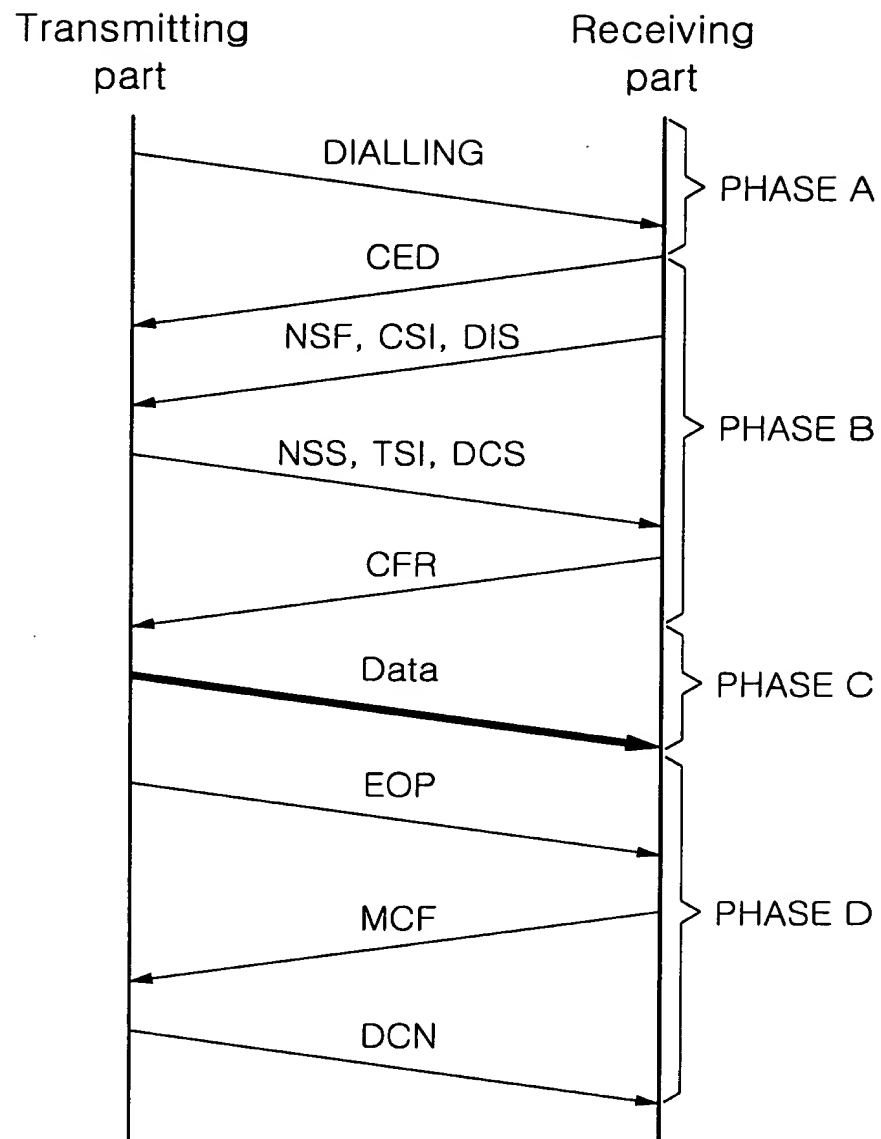 Transmitting part
Receiving part
DIALLING
PHASE A
CED
NSF, CSI, DIS
PHASE B
NSS, TSI, DCS
CFR
Data
PHASE C
EOP
MCF
PHASE D
DCN